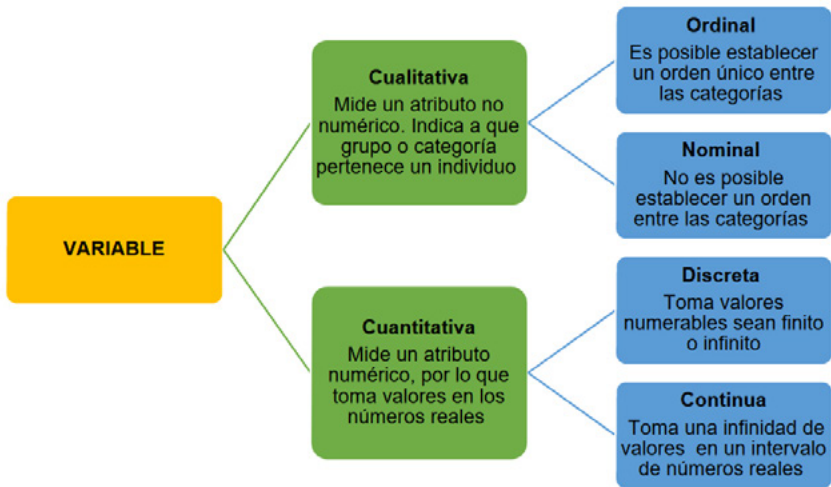 VARIABLE
Cualitativa
Mide un atributo no
numérico. Indica a que
grupo o categoría
pertenece un individuo
Ordinal
Es posible establecer
un orden único entre
las categorías
Nominal
No es posible
establecer un orden
entre las categorías
Cuantitativa
Mide un atributo
numérico, por lo que
toma valores en los
números reales
Discreta
Toma valores
numerables sean finito
o infinito
Continua
Toma una infinidad de
valores en un intervalo
de números reales